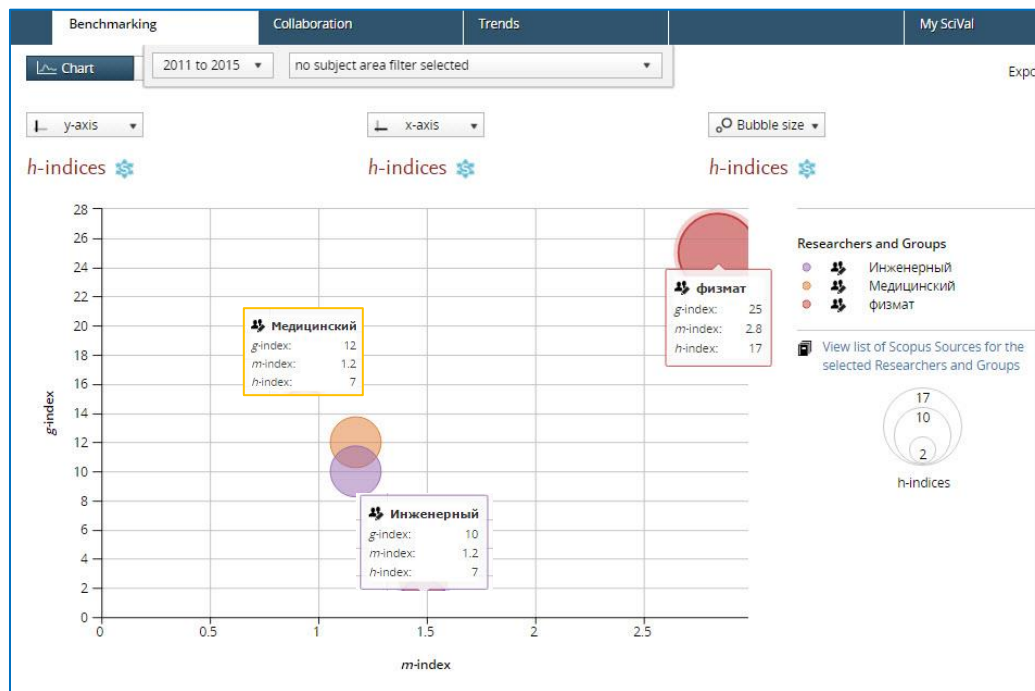 Benchmarking Collaboration Trends My SciVal
Chart 2011 to 2015 no subject area filter selected
Expo
y-axis x-axis Bubble size
h-indices h-indices h-indices
28
26
24
22
20
18
16
14
12
10
8
6
4
2
0
g-index
0 0.5 1 1.5 2 2.5
m-index
Медицинский
g-index: 12
m-index: 1.2
h-index: 7
Инженерный
g-index: 10
m-index: 1.2
h-index: 7
физмат
g-index: 25
m-index: 2.8
h-index: 17
Researchers and Groups
Инженерный
Медицинский
физмат
View list of Scopus Sources for the
selected Researchers and Groups
17
10
2
h-indices